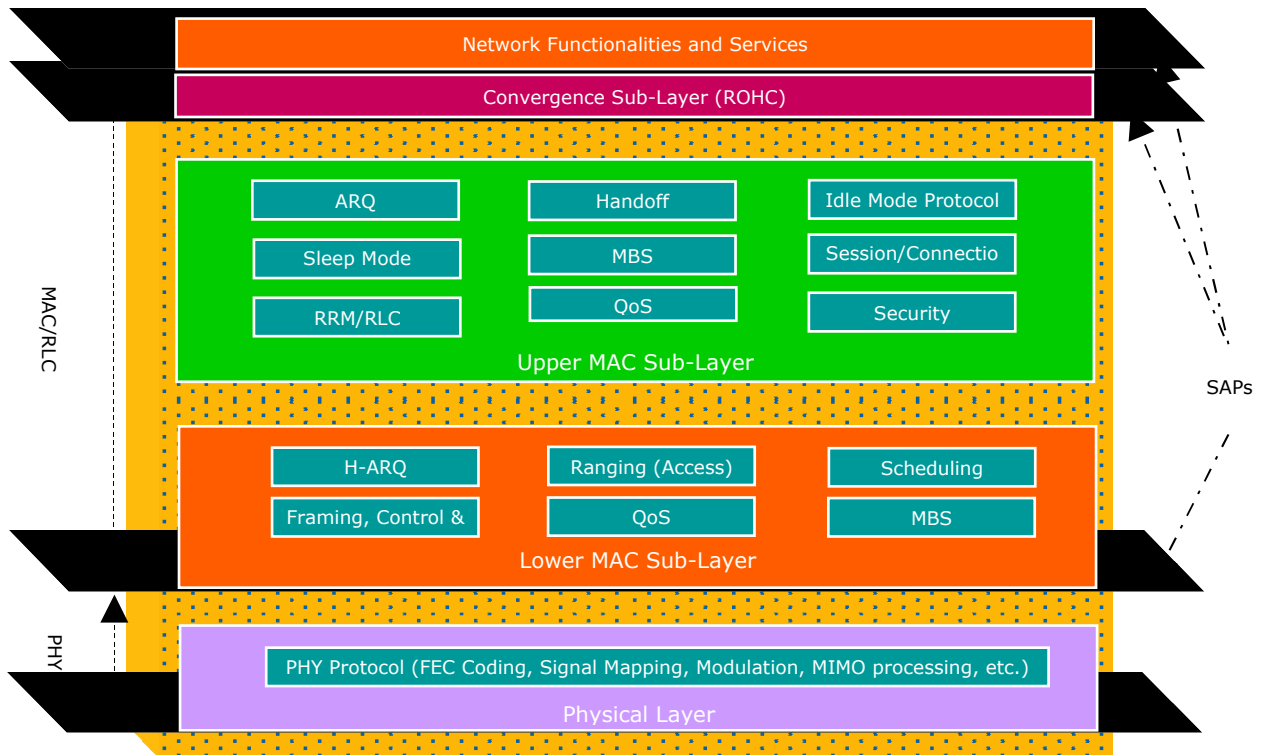 Network Functionalities and Services
Convergence Sub-Layer (ROHC)
ARQ
Handoff
Idle Mode Protocol
Sleep Mode
MBS
Session/Connectio
RRM/RLC
QoS
Security
Upper MAC Sub-Layer
MAC/RLC
SAPs
H-ARQ
Ranging (Access)
Scheduling
Framing, Control &
QoS
MBS
Lower MAC Sub-Layer
PHY
PHY Protocol (FEC Coding, Signal Mapping, Modulation, MIMO processing, etc.)
Physical Layer